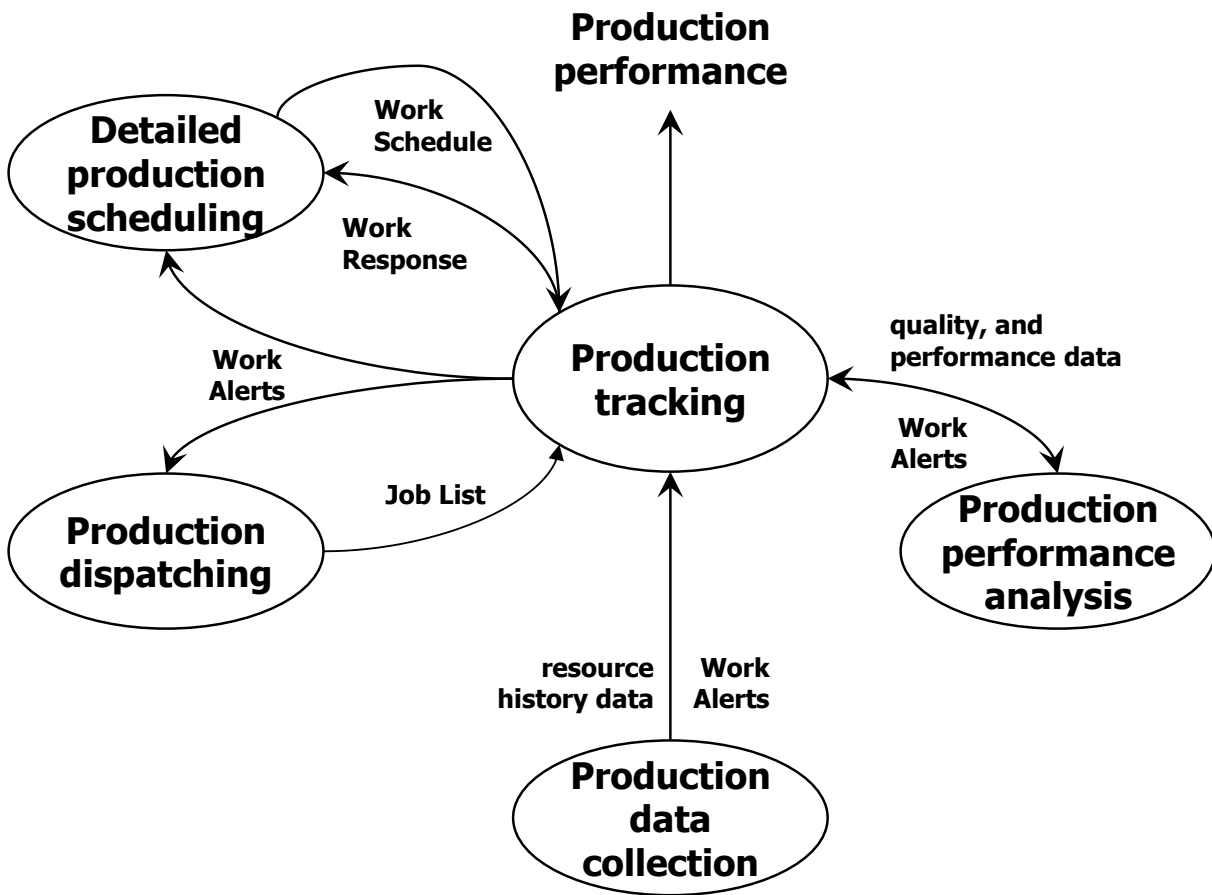 Production
performance
Work
Schedule
Detailed
production
scheduling
Work
Response
quality, and
performance data
Work
Alerts
Production
tracking
Work
Alerts
Job List
Production
dispatching
Production
performance
analysis
resource
history data
Work
Alerts
Production
data
collection